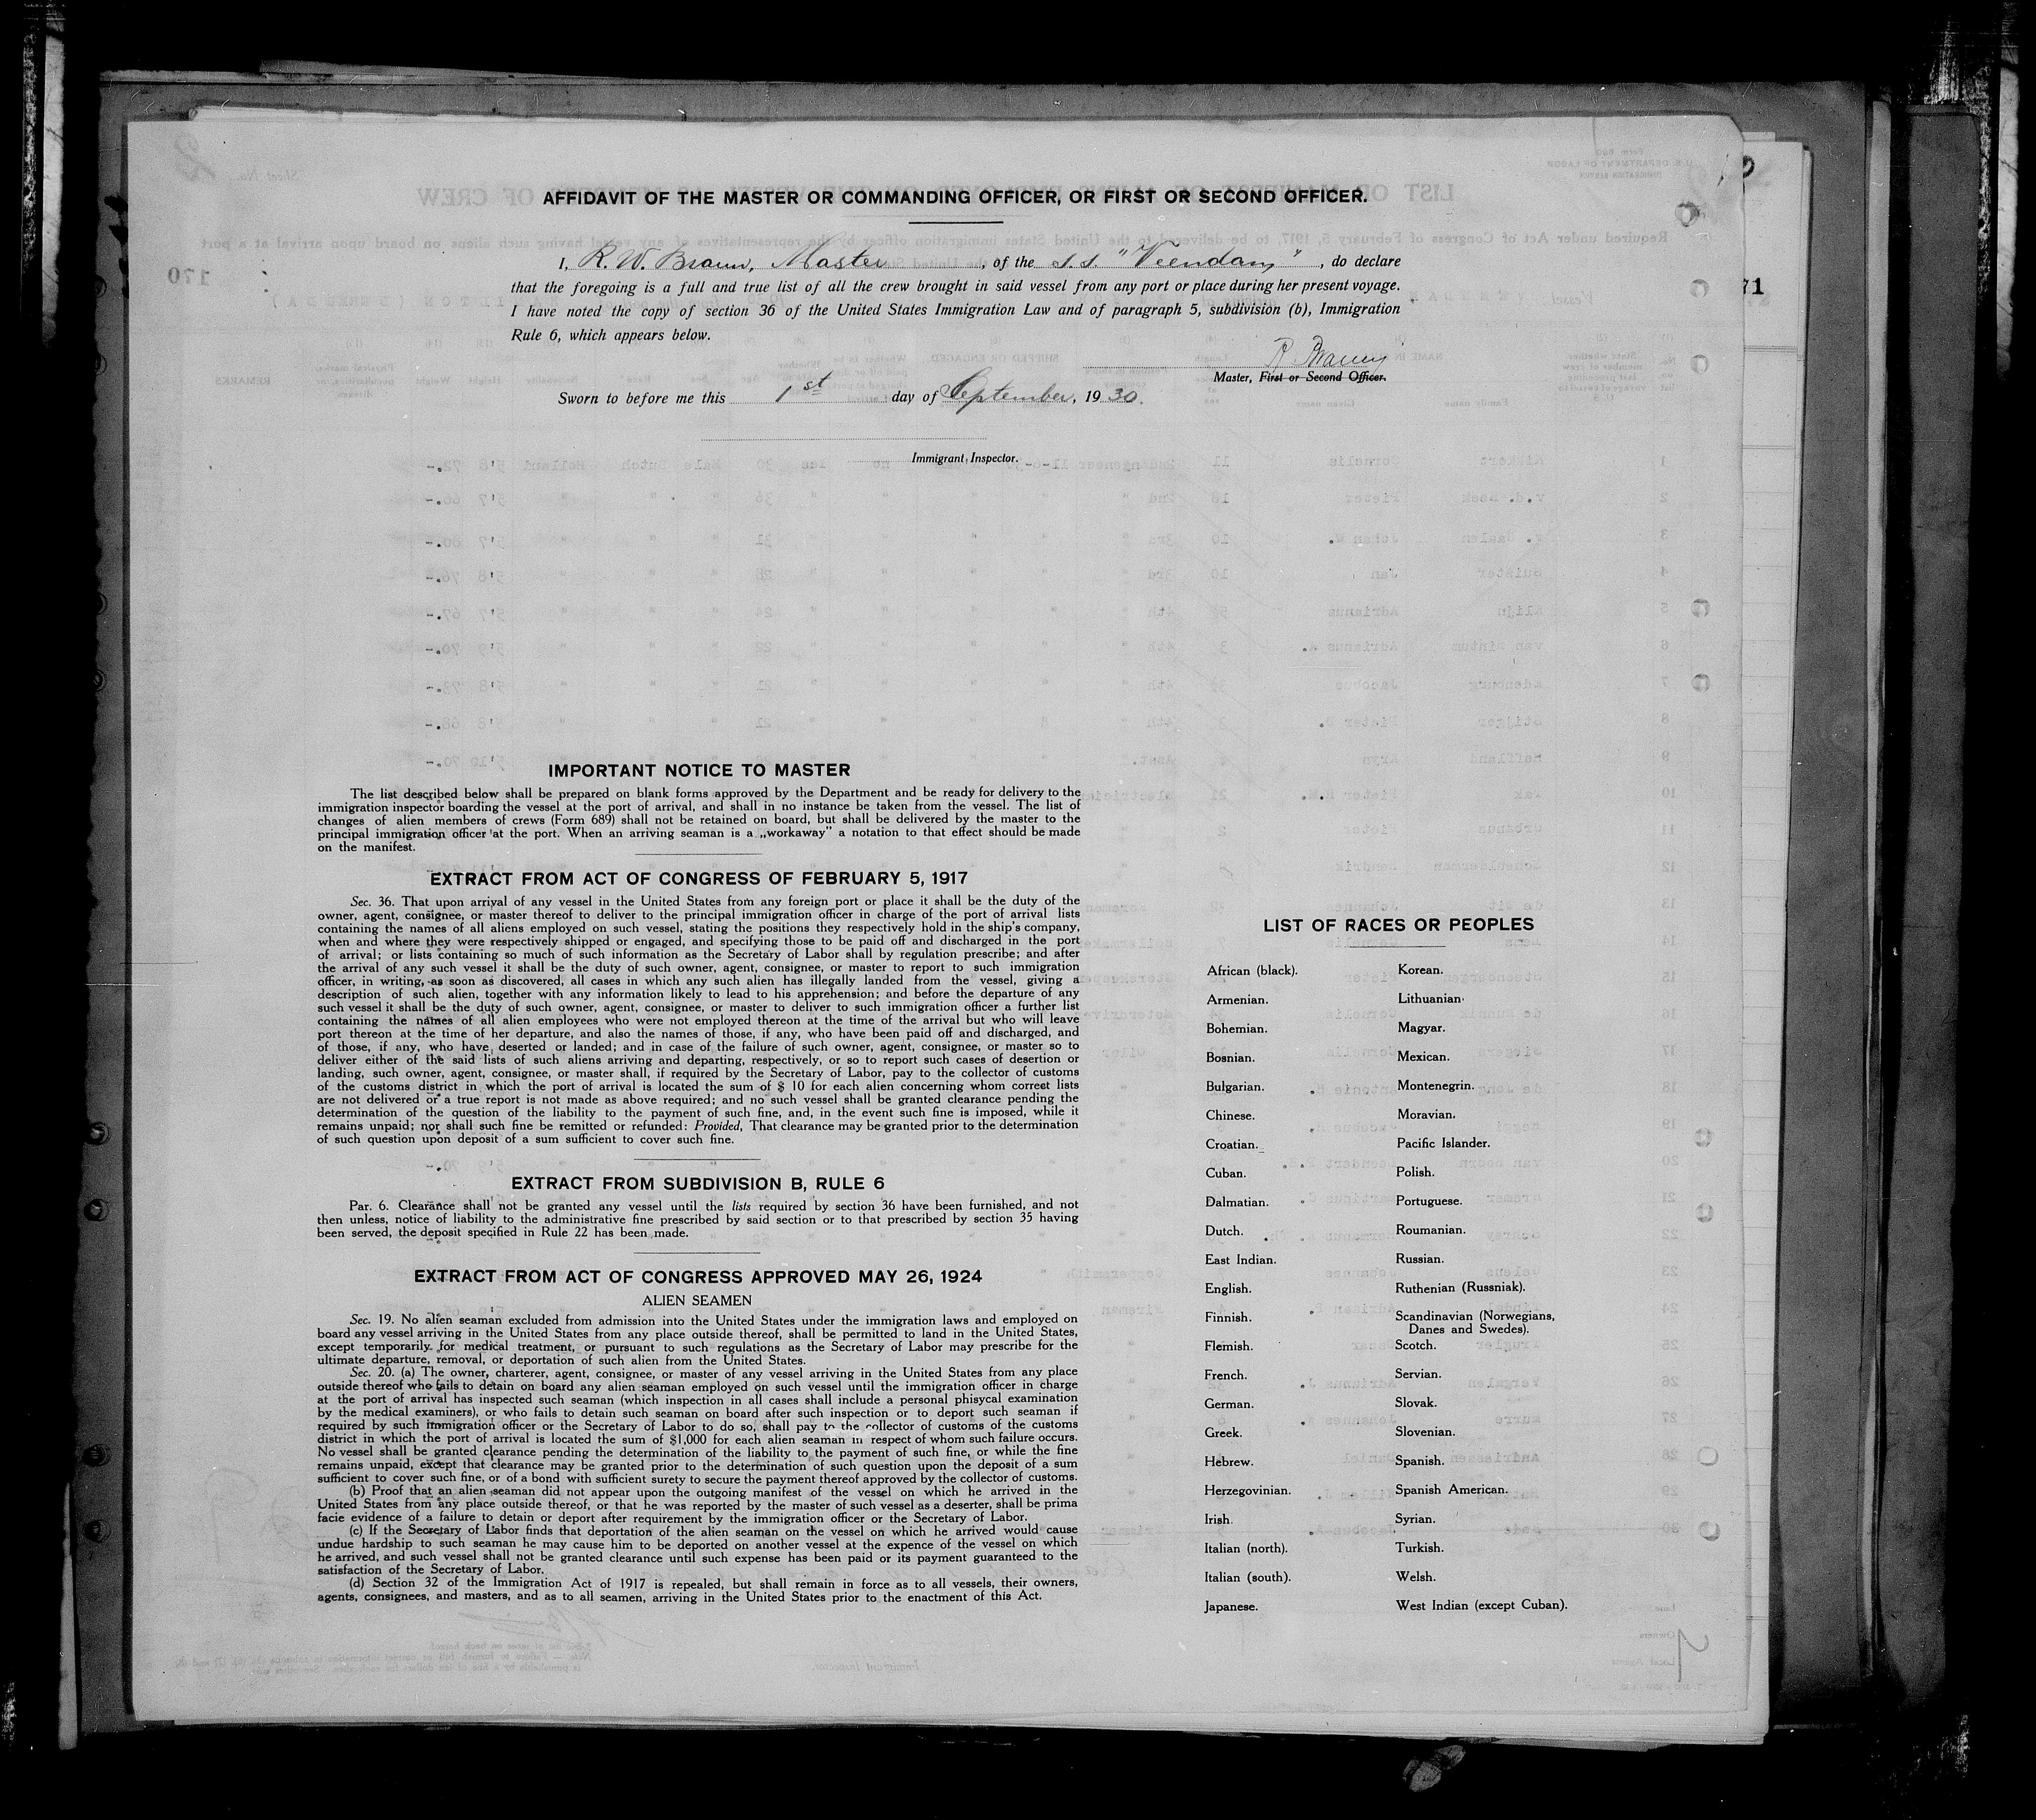 AFFIDAVIT OF THE MASTER OR COMMANDING OFFICER, OR FIRST OR SECOND OFFICER.
I, R. W. Braun, Master, of the s.s. "Veendam", do declare
that the foregoing is a full and true list of all the crew brought in said vessel from any port or place during her present voyage.
I have noted the copy of section 36 of the United States Immigration Law and of paragraph 5, subdivision (b), Immigration
Rule 6, which appears below.
Master, First or Second Officer.
Sworn to before me this 1st day of September, 1930.
Immigrant Inspector.
71
170
IMPORTANT NOTICE TO MASTER
The list described below shall be prepared on blank forms approved by the Department and be ready for delivery to the
immigration inspector boarding the vessel at the port of arrival, and shall in no instance be taken from the vessel. The list of
changes of alien members of crews (Form 689) shall not be retained on board, but shall be delivered by the master to the
principal immigration officer at the port. When an arriving seaman is a „workaway" a notation to that effect should be made
on the manifest.
EXTRACT FROM ACT OF CONGRESS OF FEBRUARY 5, 1917
Sec. 36. That upon arrival of any vessel in the United States from any foreign port or place it shall be the duty of the
owner, agent, consignee, or master thereof to deliver to the principal immigration officer in charge of the port of arrival lists
containing the names of all aliens employed on such vessel, stating the positions they respectively hold in the ship's company,
when and where they were respectively shipped or engaged, and specifying those to be paid off and discharged in the port
of arrival; or lists containing so much of such information as the Secretary of Labor shall by regulation prescribe; and after
the arrival of any such vessel it shall be the duty of such owner, agent, consignee, or master to report to such immigration
officer, in writing, as soon as discovered, all cases in which any such alien has illegally landed from the vessel, giving a
description of such alien, together with any information likely to lead to his apprehension; and before the departure of any
such vessel it shall be the duty of such owner, agent, consignee, or master to deliver to such immigration officer a further list
containing the names of all alien employees who were not employed thereon at the time of the arrival but who will leave
port thereon at the time of her departure, and also the names of those, if any, who have been paid off and discharged, and
of those, if any, who have deserted or landed; and in case of the failure of such owner, agent, consignee, or master so to
deliver either of the said lists of such aliens arriving and departing, respectively, or so to report such cases of desertion or
landing, such owner, agent, consignee, or master shall, if required by the Secretary of Labor, pay to the collector of customs
of the customs district in which the port of arrival is located the sum of $ 10 for each alien concerning whom correct lists
are not delivered or a true report is not made as above required; and no such vessel shall be granted clearance pending the
determination of the question of the liability to the payment of such fine, and, in the event such fine is imposed, while it
remains unpaid; nor shall such fine be remitted or refunded: Provided, That clearance may be granted prior to the determination
of such question upon deposit of a sum sufficient to cover such fine.
EXTRACT FROM SUBDIVISION B, RULE 6
Par. 6. Clearance shall not be granted any vessel until the lists required by section 36 have been furnished, and not
then unless, notice of liability to the administrative fine prescribed by said section or to that prescribed by section 35 having
been served, the deposit specified in Rule 22 has been made.
EXTRACT FROM ACT OF CONGRESS APPROVED MAY 26, 1924
ALIEN SEAMEN
Sec. 19. No alien seaman excluded from admission into the United States under the immigration laws and employed on
board any vessel arriving in the United States from any place outside thereof, shall be permitted to land in the United States,
except temporarily for medical treatment, or pursuant to such regulations as the Secretary of Labor may prescribe for the
ultimate departure, removal, or deportation of such alien from the United States.
Sec. 20. (a) The owner, charterer, agent, consignee, or master of any vessel arriving in the United States from any place
outside thereof who fails to detain on board any alien seaman employed on such vessel until the immigration officer in charge
at the port of arrival has inspected such seaman (which inspection in all cases shall include a personal phisycal examination
by the medical examiners), or who fails to detain such seaman on board after such inspection or to deport such seaman if
required by such immigration officer or the Secretary of Labor to do so, shall pay to the collector of customs of the customs
district in which the port of arrival is located the sum of $1,000 for each alien seaman in respect of whom such failure occurs.
No vessel shall be granted clearance pending the determination of the liability to the payment of such fine, or while the fine
remains unpaid, except that clearance may be granted prior to the determination of such question upon the deposit of a sum
sufficient to cover such fine, or of a bond with sufficient surety to secure the payment thereof approved by the collector of customs.
(b) Proof that an alien seaman did not appear upon the outgoing manifest of the vessel on which he arrived in the
United States from any place outside thereof, or that he was reported by the master of such vessel as a deserter, shall be prima
facie evidence of a failure to detain or deport after requirement by the immigration officer or the Secretary of Labor.
(c) If the Secretary of Labor finds that deportation of the alien seaman on the vessel on which he arrived would cause
undue hardship to such seaman he may cause him to be deported on another vessel at the expence of the vessel on which
he arrived, and such vessel shall not be granted clearance until such expense has been paid or its payment guaranteed to the
satisfaction of the Secretary of Labor.
(d) Section 32 of the Immigration Act of 1917 is repealed, but shall remain in force as to all vessels, their owners,
agents, consignees, and masters, and as to all seamen, arriving in the United States prior to the enactment of this Act.
LIST OF RACES OR PEOPLES
African (black).
Armenian.
Bohemian.
Bosnian.
Bulgarian.
Chinese.
Croatian.
Cuban.
Dalmatian.
Dutch.
East Indian.
English.
Finnish.
Flemish.
French.
German.
Greek.
Hebrew.
Herzegovinian.
Irish.
Italian (north).
Italian (south).
Japanese.
Korean.
Lithuanian.
Magyar.
Mexican.
Montenegrin.
Moravian.
Pacific Islander.
Polish.
Portuguese.
Roumanian.
Russian.
Ruthenian (Russniak).
Scandinavian (Norwegians,
Danes and Swedes).
Scotch.
Servian.
Slovak.
Slovenian.
Spanish.
Spanish American.
Syrian.
Turkish.
Welsh.
West Indian (except Cuban).